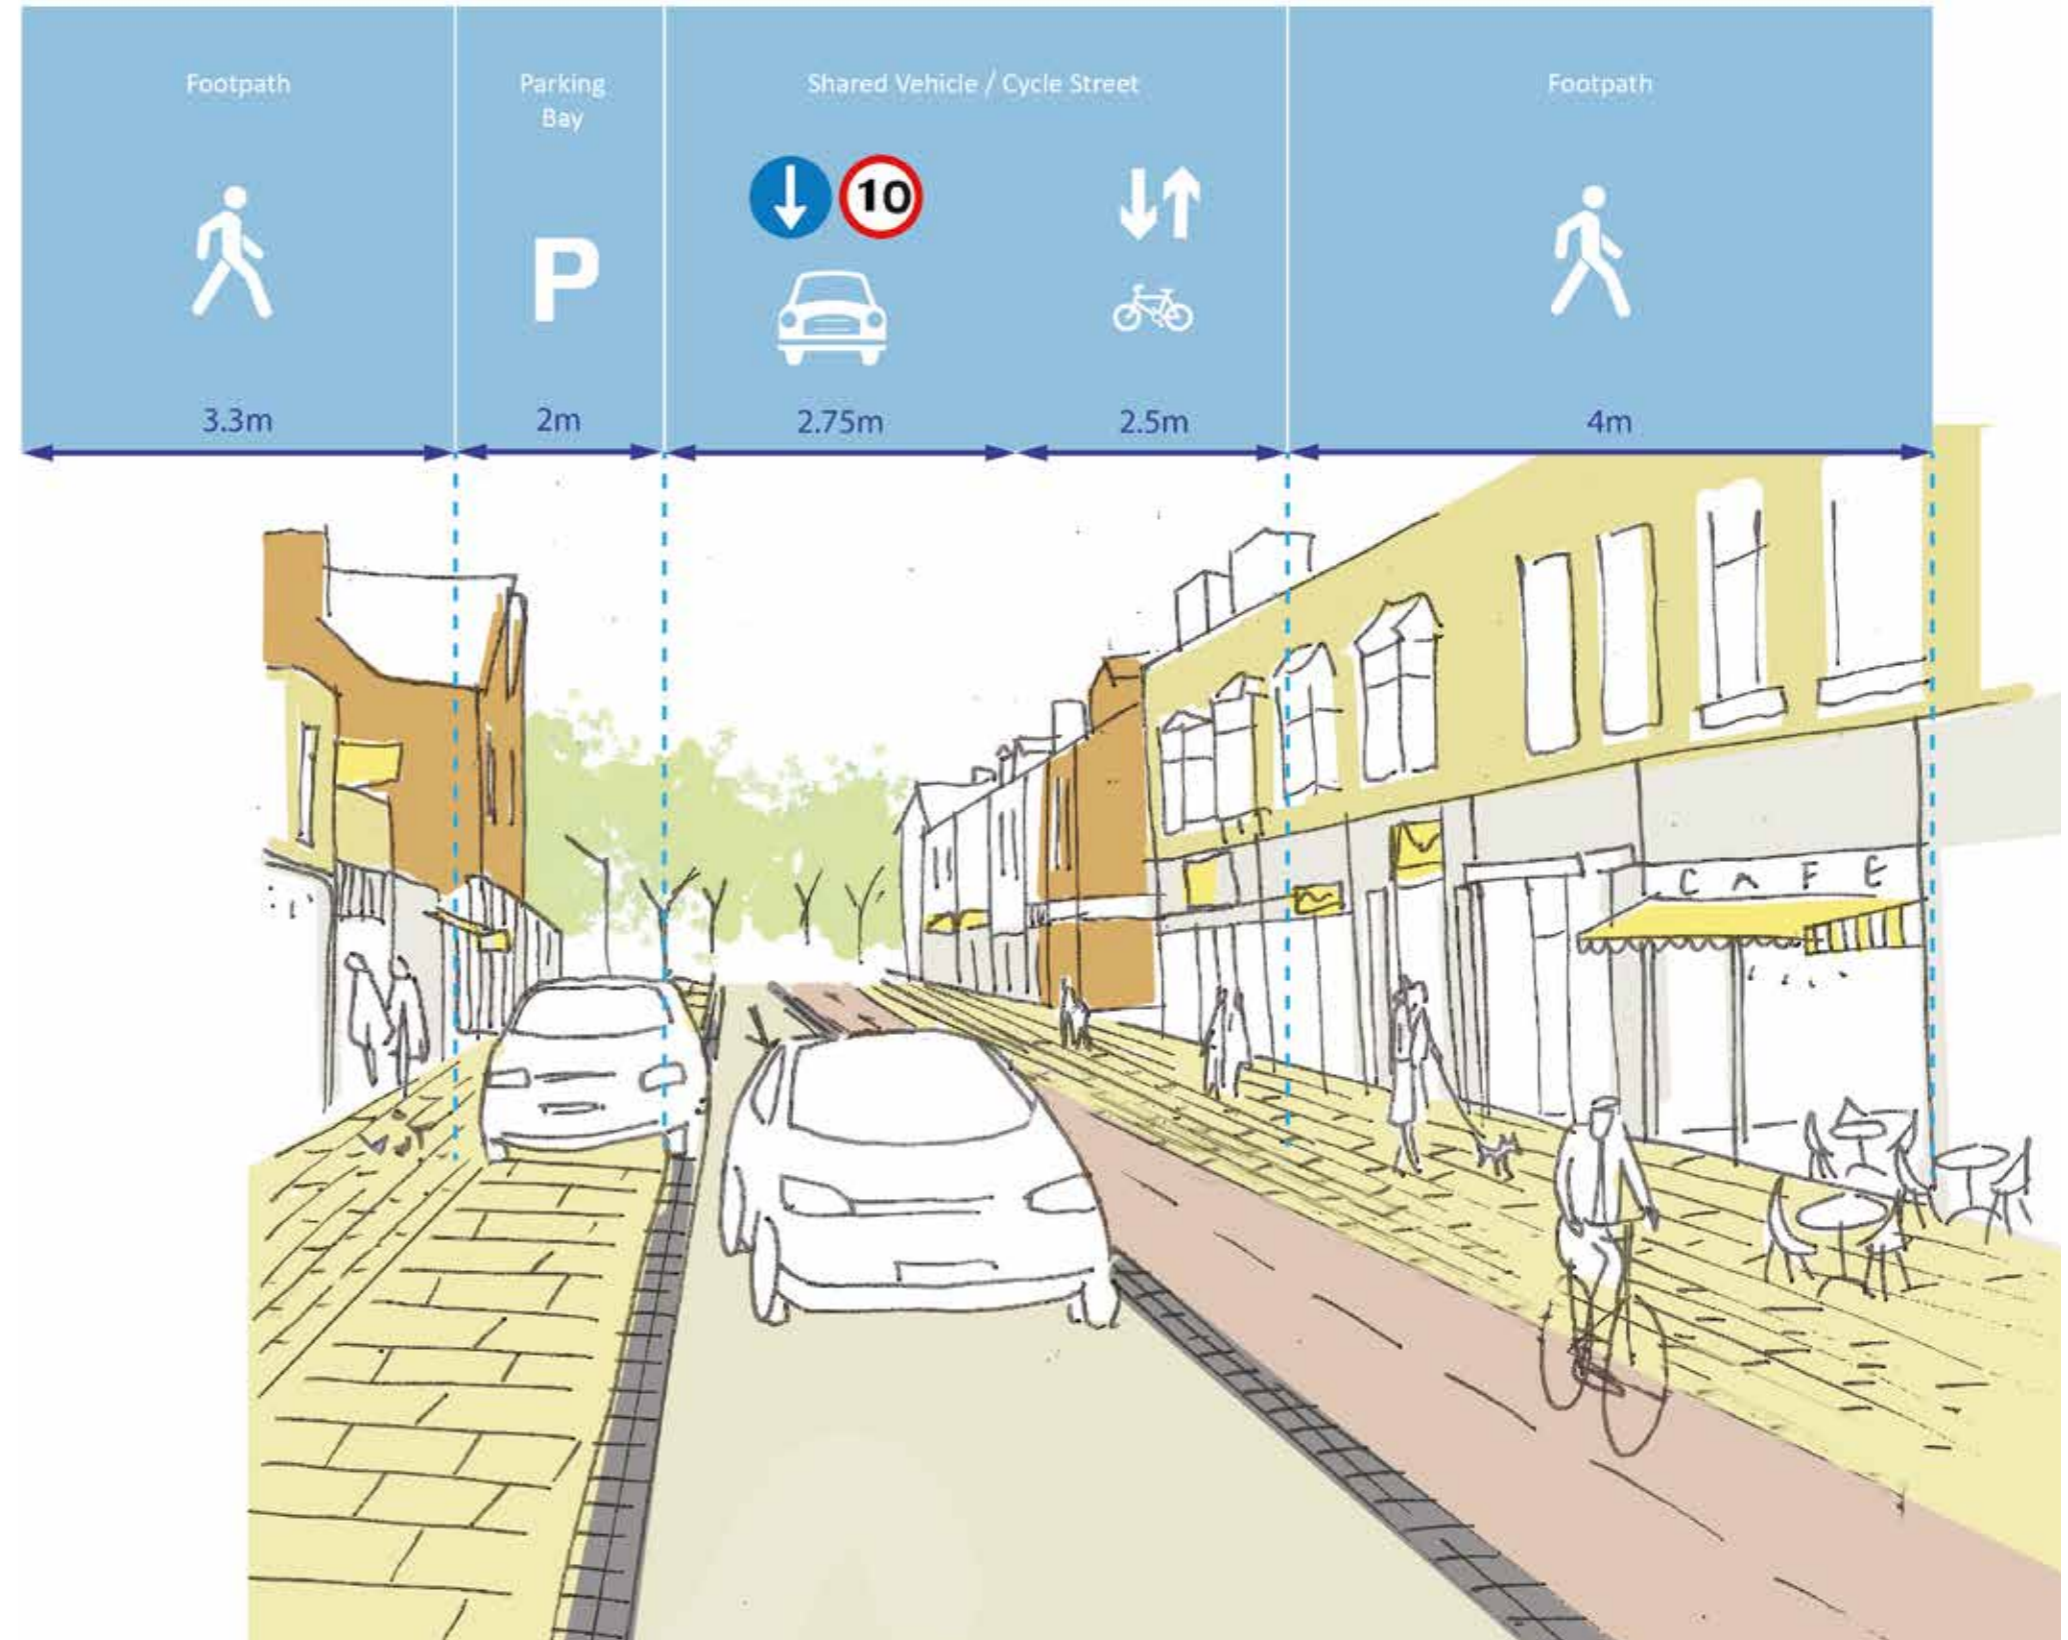 Footpath
Parking
Bay
Shared Vehicle / Cycle Street
Footpath
10
P
3.3m
2m
2.75m
2.5m
4m
CAFE